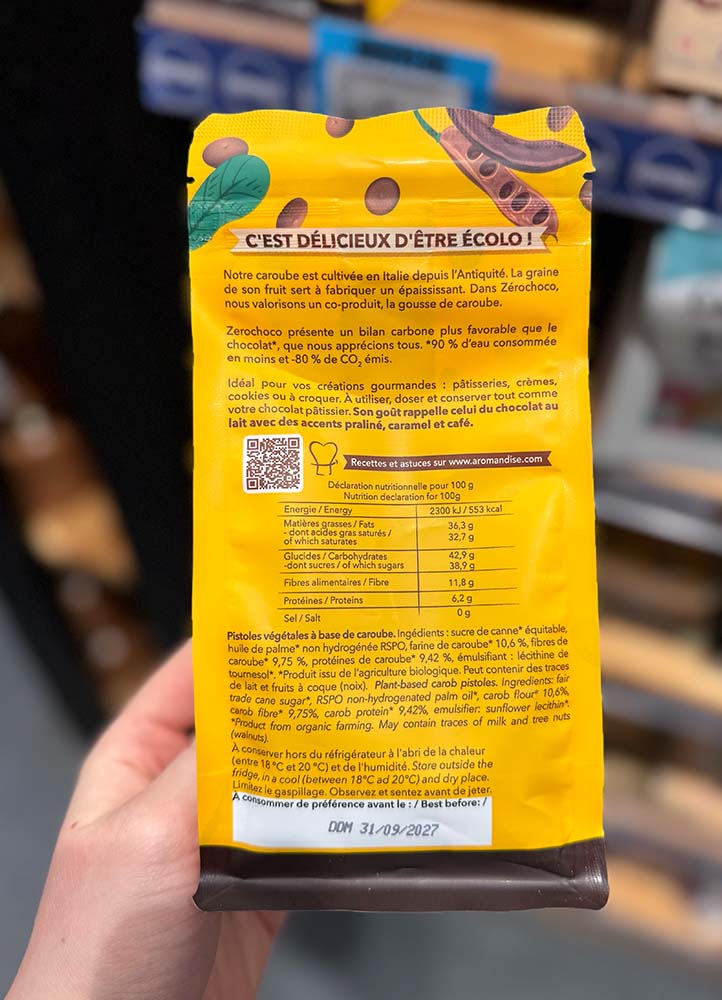 C'EST DÉLICIEUX D'ÊTRE ÉCOLO !
Notre caroube est cultivée en Italie depuis l'Antiquité. La graine
de son fruit sert à fabriquer un épaississant. Dans Zérochoco,
nous valorisons un co-produit, la gousse de caroube.
Zerochoco présente un bilan carbone plus favorable que le
chocolat*, que nous apprécions tous. *90 % d'eau consommée
en moins et -80 % de CO₂ émis.
Idéal pour vos créations gourmandes : pâtisseries, crèmes,
cookies ou à croquer. À utiliser, doser et conserver tout comme
votre chocolat pâtissier. Son goût rappelle celui du chocolat au
lait avec des accents praliné, caramel et café.
Recettes et astuces sur www.aromandise.com
Déclaration nutritionnelle pour 100 g
Nutrition declaration for 100g
Energie / Energy 2300 kJ / 553 kcal
Matières grasses / Fats 36,3 g
- dont acides gras saturés / 32,7 g
of which saturates
Glucides / Carbohydrates 42,9 g
-dont sucres / of which sugars 38,9 g
Fibres alimentaires / Fibre 11,8 g
Protéines / Proteins 6,2 g
Sel / Salt 0 g
Pistoles végétales à base de caroube. Ingédients : sucre de canne* équitable,
huile de palme* non hydrogénée RSPO, farine de caroube* 10,6 %, fibres de
caroube* 9,75 %, protéines de caroube* 9,42 %, émulsifiant : lécithine de
tournesol*. *Produit issu de l'agriculture biologique. Peut contenir des traces
de lait et fruits à coque (noix). Plant-based carob pistoles. Ingredients: fair
trade cane sugar*, RSPO non-hydrogenated palm oil*, carob flour* 10,6%,
carob fibre* 9,75%, carob protein* 9,42%, emulsifier: sunflower lecithin*.
*Product from organic farming. May contain traces of milk and tree nuts
(walnuts).
À conserver hors du réfrigérateur à l'abri de la chaleur
(entre 18°C et 20 °C) et de l'humidité. Store outside the
fridge, in a cool (between 18°C ad 20°C) and dry place.
Limitez le gaspillage. Observez et sentez avant de jeter.
À consommer de préférence avant le : / Best before: /
DDM 31/09/2027